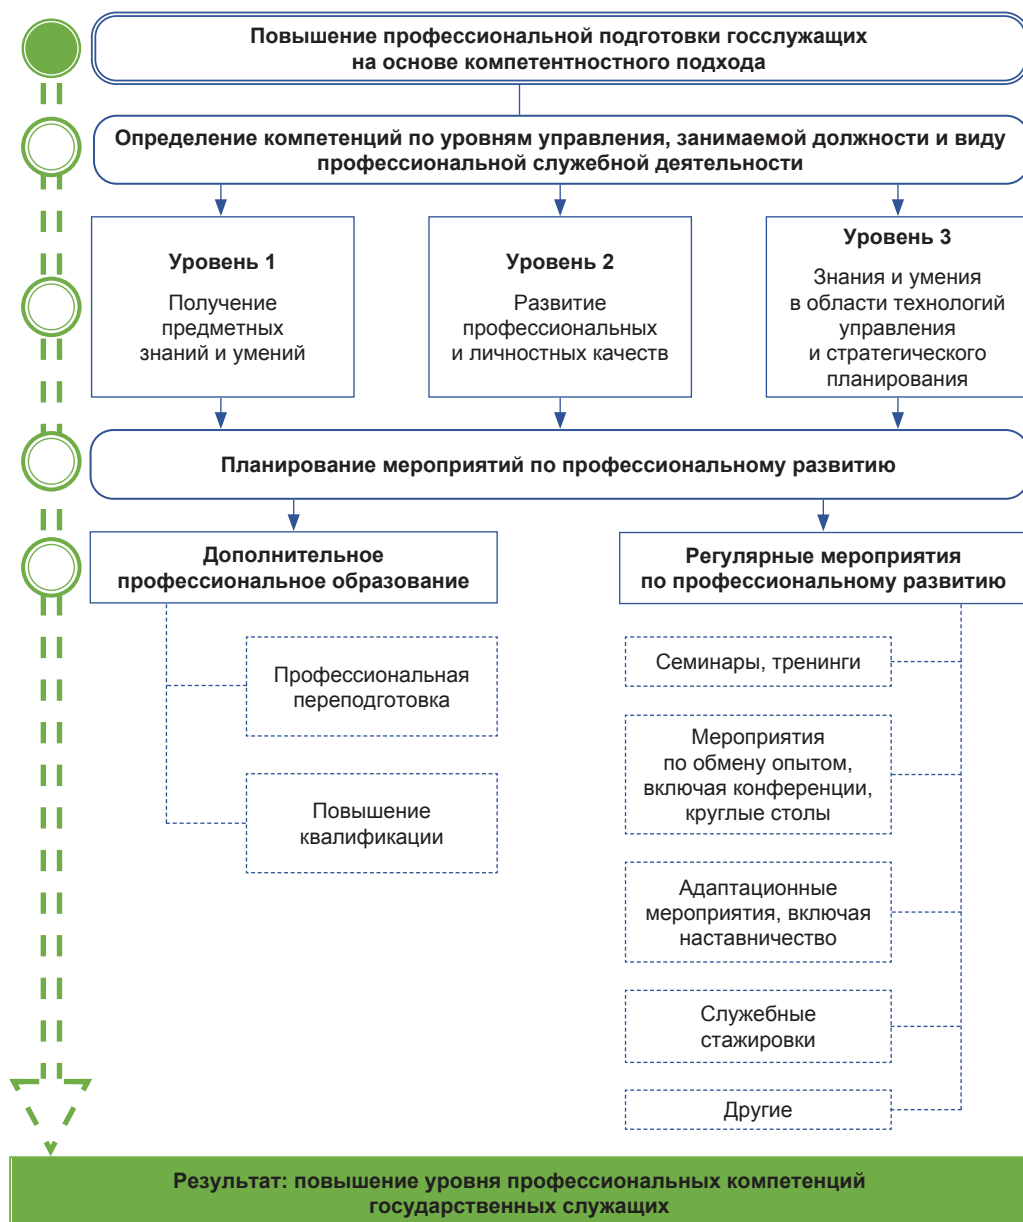 Повышение профессиональной подготовки госслужащих
на основе компетентностного подхода
Определение компетенций по уровням управления, занимаемой должности и виду
профессиональной служебной деятельности
Уровень 1
Получение
предметных
знаний и умений
Уровень 2
Развитие
профессиональных
и личностных качеств
Уровень 3
Знания и умения
в области технологий
управления
и стратегического
планирования
Планирование мероприятий по профессиональному развитию
Дополнительное
профессиональное образование
Профессиональная
переподготовка
Повышение
квалификации
Регулярные мероприятия
по профессиональному развитию
Семинары, тренинги
Мероприятия
по обмену опытом,
включая конференции,
круглые столы
Адаптационные
мероприятия, включая
наставничество
Служебные
стажировки
Другие
Результат: повышение уровня профессиональных компетенций
государственных служащих